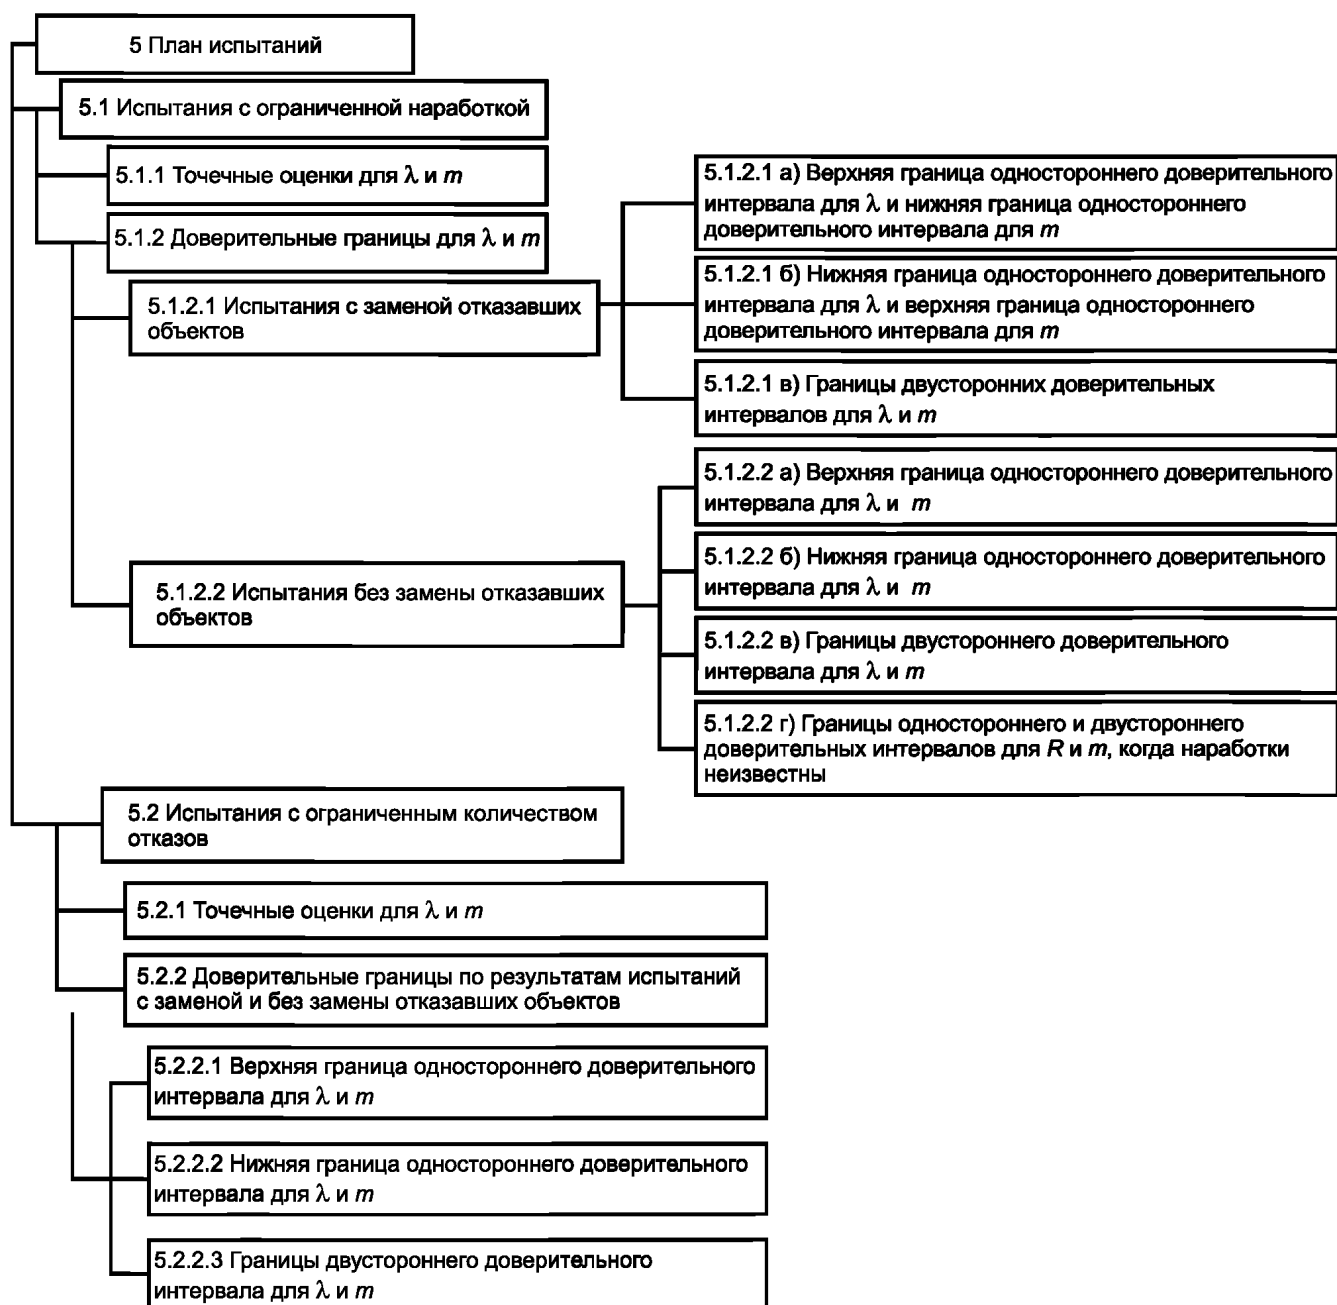 5 План испытаний
5.1 Испытания с ограниченной наработкой
5.1.1 Точечные оценки для λ и m
5.1.2 Доверительные границы для λ и m
5.1.2.1 Испытания с заменой отказавших
объектов
5.1.2.1 а) Верхняя граница одностороннего доверительного
интервала для λ и нижняя граница одностороннего
доверительного интервала для m
5.1.2.1 б) Нижняя граница одностороннего доверительного
интервала для λ и верхняя граница одностороннего
доверительного интервала для m
5.1.2.1 в) Границы двусторонних доверительных
интервалов для λ и m
5.1.2.2 Испытания без замены отказавших
объектов
5.1.2.2 а) Верхняя граница одностороннего доверительного
интервала для λ и m
5.1.2.2 б) Нижняя граница одностороннего доверительного
интервала для λ и m
5.1.2.2 в) Границы двустороннего доверительного
интервала для λ и m
5.1.2.2 г) Границы одностороннего и двустороннего
доверительных интервалов для R и m, когда наработки
неизвестны
5.2 Испытания с ограниченным количеством
отказов
5.2.1 Точечные оценки для λ и m
5.2.2 Доверительные границы по результатам испытаний
с заменой и без замены отказавших объектов
5.2.2.1 Верхняя граница одностороннего доверительного
интервала для λ и m
5.2.2.2 Нижняя граница одностороннего доверительного
интервала для λ и m
5.2.2.3 Границы двустороннего доверительного
интервала для λ и m